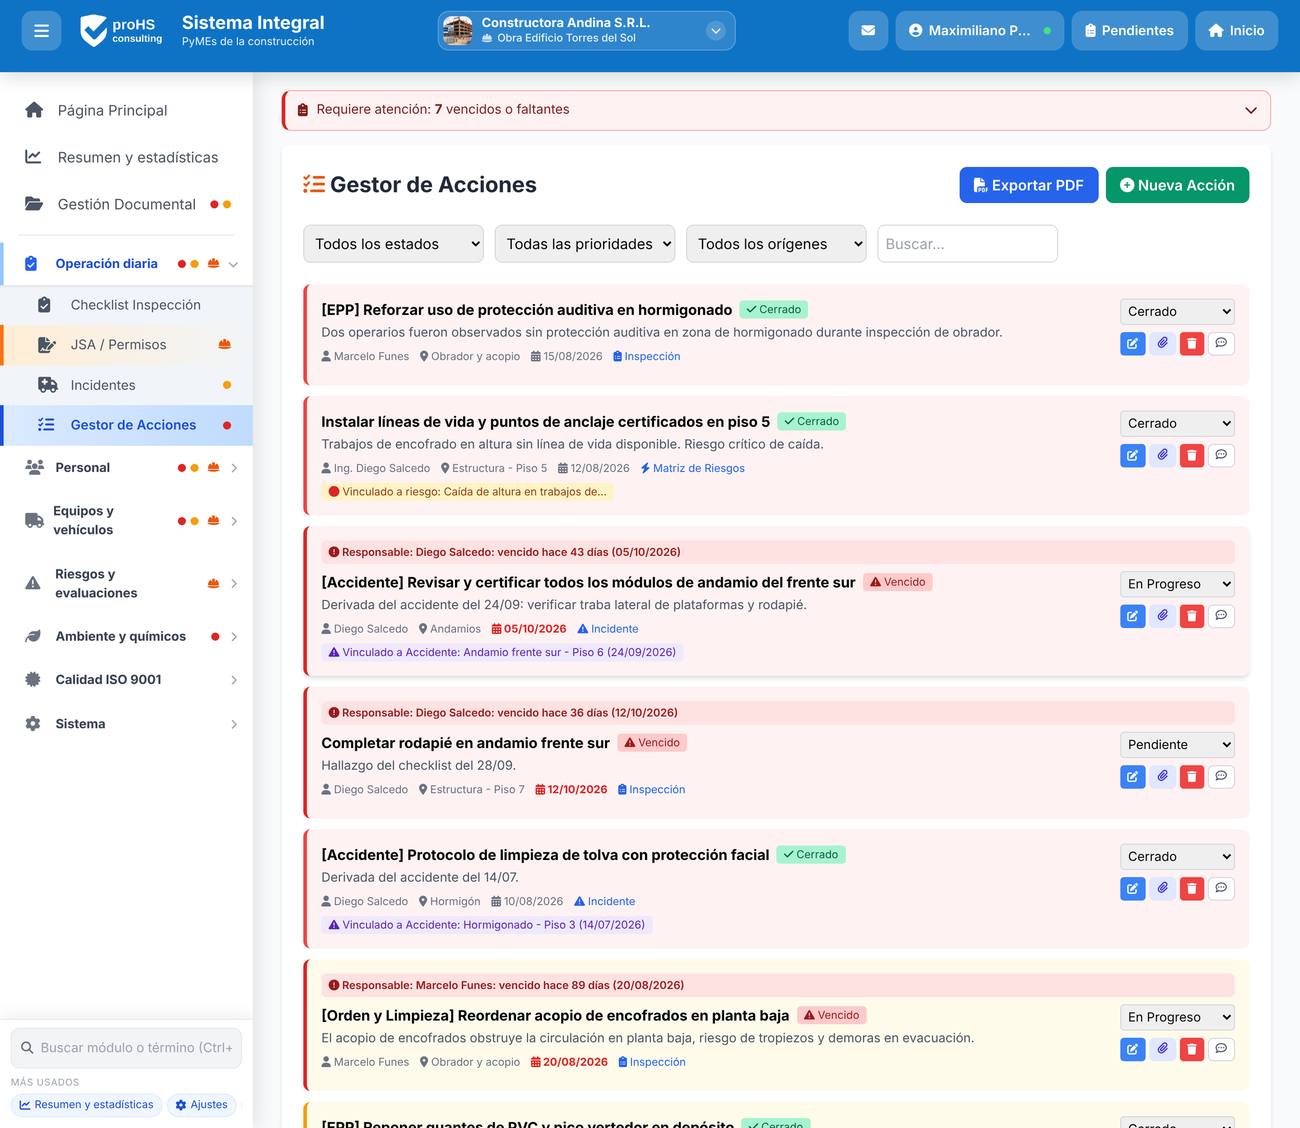 proHS
consulting
Sistema Integral
PyMEs de la construcción
Constructora Andina S.R.L.
Obra Edificio Torres del Sol
Maximiliano P...
Pendientes
Inicio
Página Principal
Resumen y estadísticas
Gestión Documental
Operación diaria
Checklist Inspección
JSA / Permisos
Incidentes
Gestor de Acciones
Personal
Equipos y
vehículos
Riesgos y
evaluaciones
Ambiente y químicos
Calidad ISO 9001
Sistema
Buscar módulo o término (Ctrl+
MÁS USADOS
Resumen y estadísticas
Ajustes
Requiere atención: 7 vencidos o faltantes
Gestor de Acciones
Exportar PDF
Nueva Acción
Todos los estados
Todas las prioridades
Todos los orígenes
Buscar...
[EPP] Reforzar uso de protección auditiva en hormigonado Cerrado
Cerrado
Dos operarios fueron observados sin protección auditiva en zona de hormigonado durante inspección de obrador.
Marcelo Funes Obrador y acopio 15/08/2026 Inspección
Instalar líneas de vida y puntos de anclaje certificados en piso 5 Cerrado
Cerrado
Trabajos de encofrado en altura sin línea de vida disponible. Riesgo crítico de caída.
Ing. Diego Salcedo Estructura - Piso 5 12/08/2026 Matriz de Riesgos
Vinculado a riesgo: Caída de altura en trabajos de...
Responsable: Diego Salcedo: vencido hace 43 días (05/10/2026)
[Accidente] Revisar y certificar todos los módulos de andamio del frente sur Vencido
En Progreso
Derivada del accidente del 24/09: verificar traba lateral de plataformas y rodapié.
Diego Salcedo Andamios 05/10/2026 Incidente
Vinculado a Accidente: Andamio frente sur - Piso 6 (24/09/2026)
Responsable: Diego Salcedo: vencido hace 36 días (12/10/2026)
Completar rodapié en andamio frente sur Vencido
Pendiente
Hallazgo del checklist del 28/09.
Diego Salcedo Estructura - Piso 7 12/10/2026 Inspección
[Accidente] Protocolo de limpieza de tolva con protección facial Cerrado
Cerrado
Derivada del accidente del 14/07.
Diego Salcedo Hormigón 10/08/2026 Incidente
Vinculado a Accidente: Hormigonado - Piso 3 (14/07/2026)
Responsable: Marcelo Funes: vencido hace 89 días (20/08/2026)
[Orden y Limpieza] Reordenar acopio de encofrados en planta baja Vencido
En Progreso
El acopio de encofrados obstruye la circulación en planta baja, riesgo de tropiezos y demoras en evacuación.
Marcelo Funes Obrador y acopio 20/08/2026 Inspección
[EPP] Reponer guantes de PVC y pico vertedor en depósito Cerrado
Cerrado